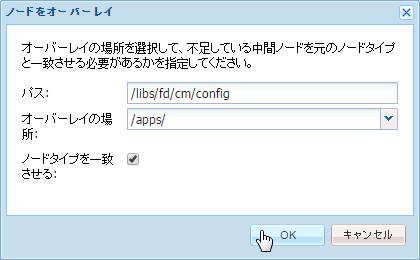 ノードをオーバーレイ
オーバーレイの場所を選択して、不足している中間ノードを元のノードタイプ
と一致させる必要があるかを指定してください。
パス: /libs/fd/cm/config
オーバーレイの場 /apps/
所:
ノードタイプを一致
させる:
OK キャンセル